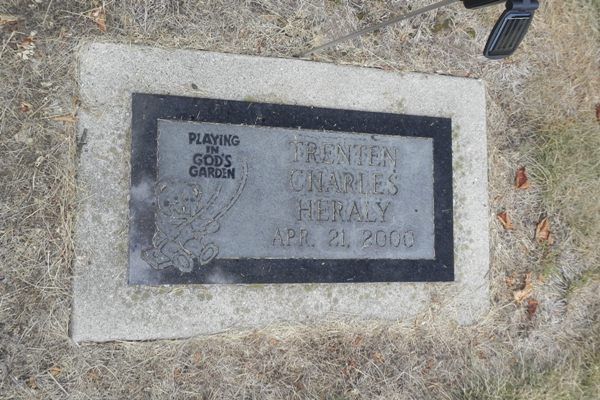 PLAYING
IN
GOD'S
GARDEN
TRENTEN
CHARLES
HERALY
APR. 21, 2000